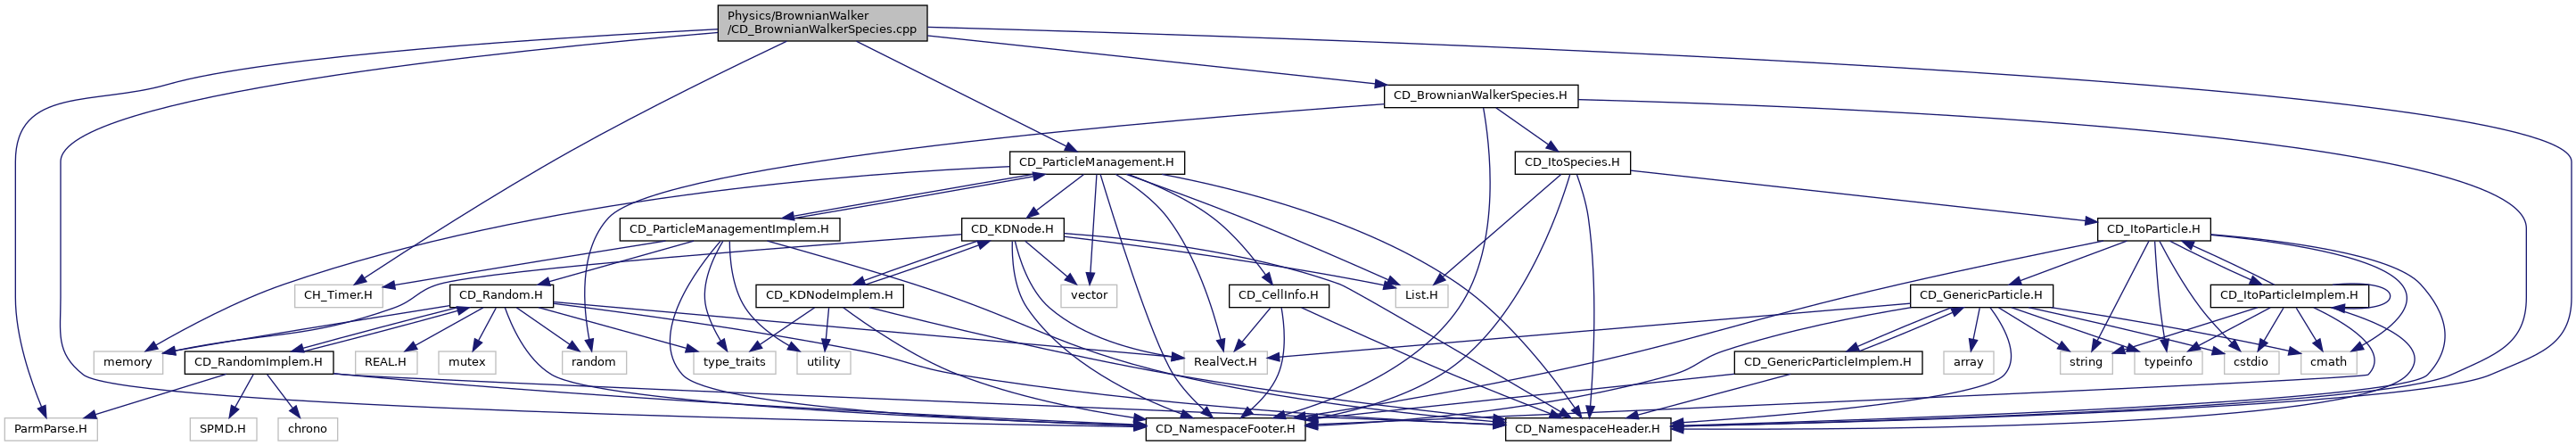 Physics/BrownianWalker
/CD_BrownianWalkerSpecies.cpp
CD_BrownianWalkerSpecies.H
CD_ParticleManagement.H
CD_ItoSpecies.H
CD_ParticleManagementImplem.H
CD_KDNode.H
CD_ItoParticle.H
CH_Timer.H
CD_Random.H
CD_KDNodeImplem.H
vector
CD_CellInfo.H
List.H
CD_GenericParticle.H
CD_ItoParticleImplem.H
memory
CD_RandomImplem.H
REAL.H
mutex
random
type_traits
utility
RealVect.H
CD_GenericParticleImplem.H
array
string
typeinfo
cstdio
cmath
ParmParse.H
SPMD.H
chrono
CD_NamespaceFooter.H
CD_NamespaceHeader.H